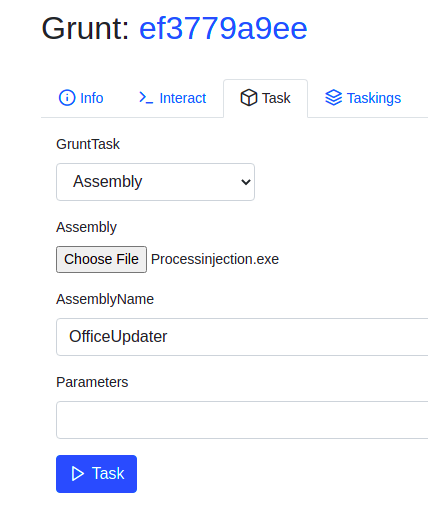 Grunt: ef3779a9ee
Info Interact Task Taskings
GruntTask
Assembly
Assembly
Choose File Processinjection.exe
AssemblyName
OfficeUpdater
Parameters
Task